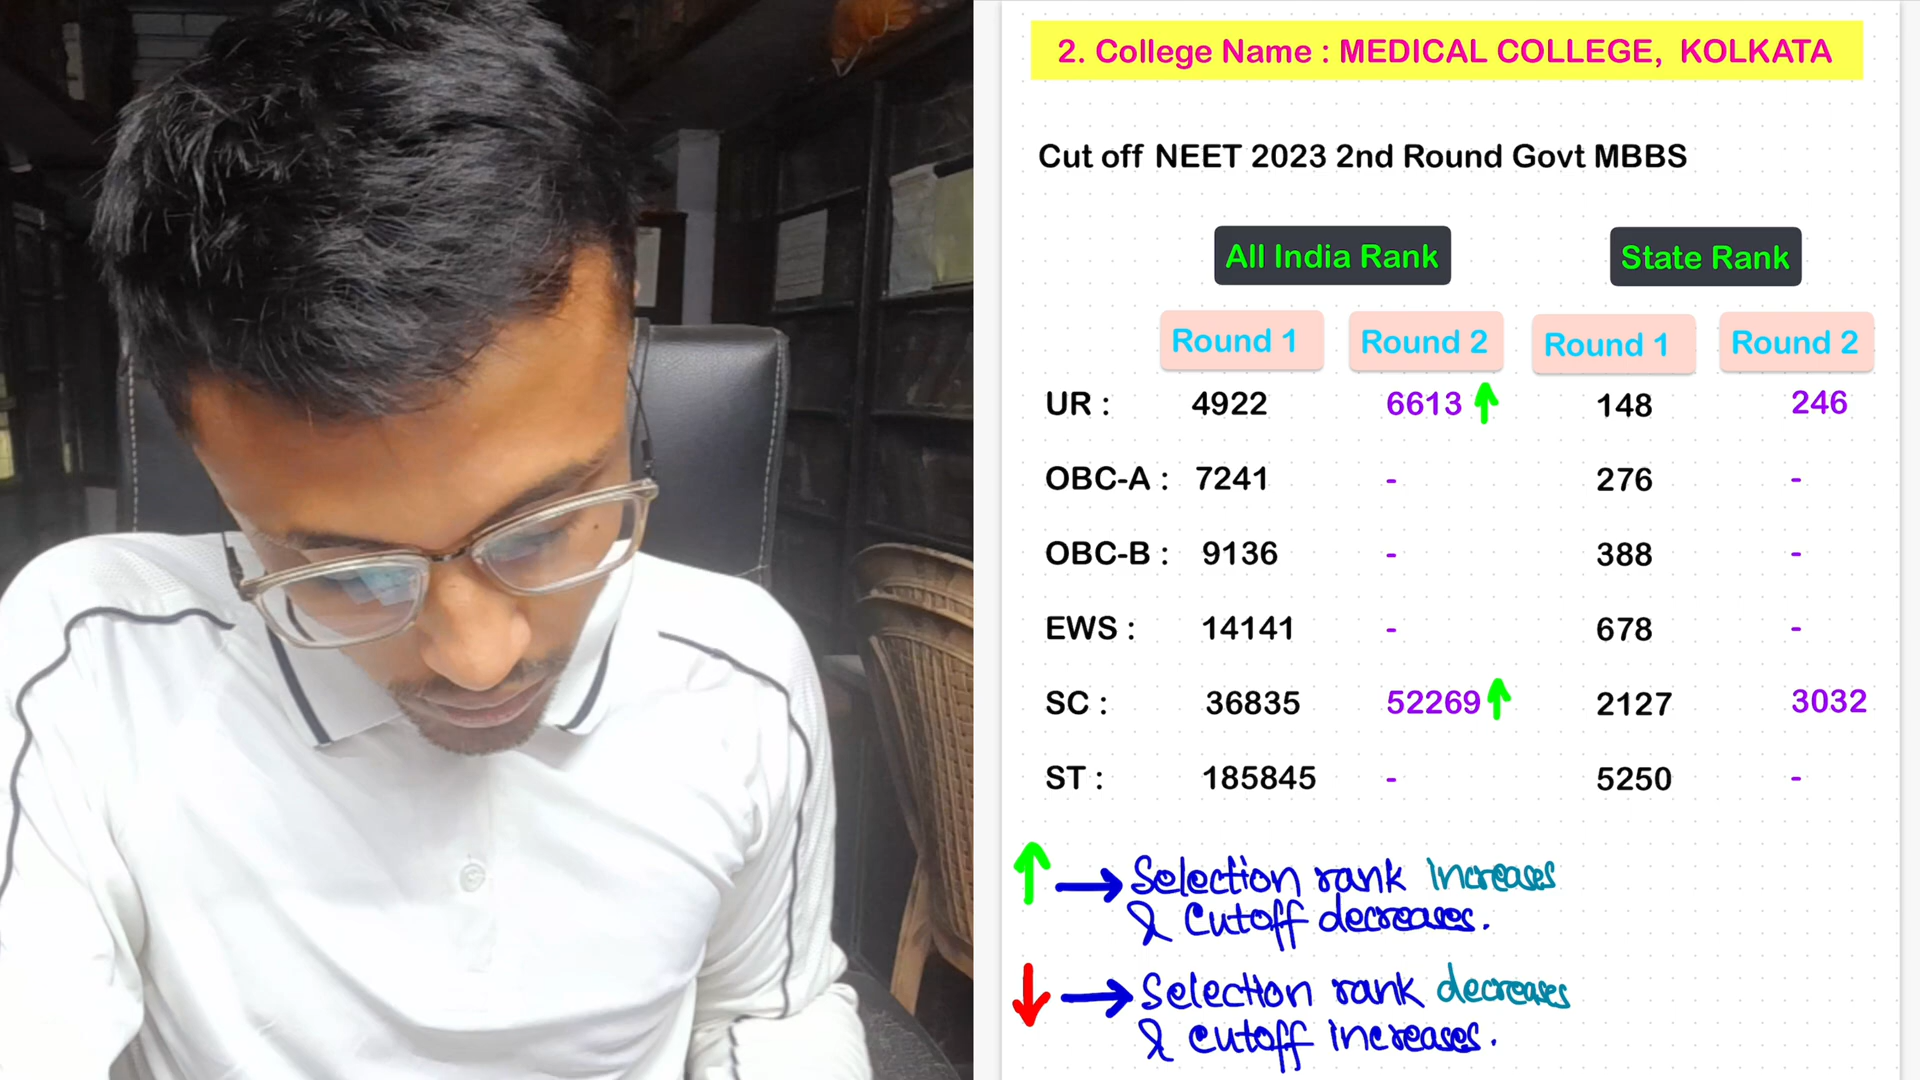 2. College Name : MEDICAL COLLEGE, KOLKATA
Cut off NEET 2023 2nd Round Govt MBBS
All India Rank State Rank
Round 1 Round 2 Round 1 Round 2
UR : 4922 6613 148 246
OBC-A : 7241 - 276 -
OBC-B : 9136 - 388 -
EWS : 14141 - 678 -
SC : 36835 52269 2127 3032
ST : 185845 - 5250 -
Selection rank increases
& Cutoff decreases.
Selection rank decreases
& cutoff increases.